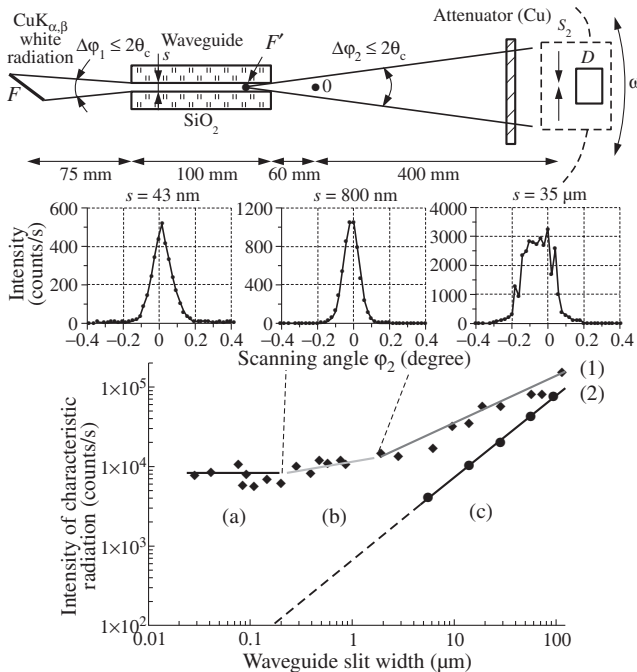 CuKα,β
white
radiation
Δφ1 ≤ 2θc
s
Waveguide
F′
F
SiO2
Δφ2 ≤ 2θc
0
Attenuator (Cu)
S2
D
ω
75 mm
100 mm
60 mm
400 mm
s = 43 nm
s = 800 nm
s = 35 μm
Intensity
(counts/s)
600
400
200
0
−0.4 −0.2 0 0.2 0.4
1200
800
400
0
−0.4 −0.2 0 0.2 0.4
4000
3000
2000
1000
0
−0.4 −0.2 0 0.2 0.4
Scanning angle φ2 (degree)
Intensity of characteristic
radiation (counts/s)
1×10^5
1×10^4
1×10^3
1×10^2
(1)
(2)
(a)
(b)
(c)
0.01 0.1 1 10 100
Waveguide slit width (μm)